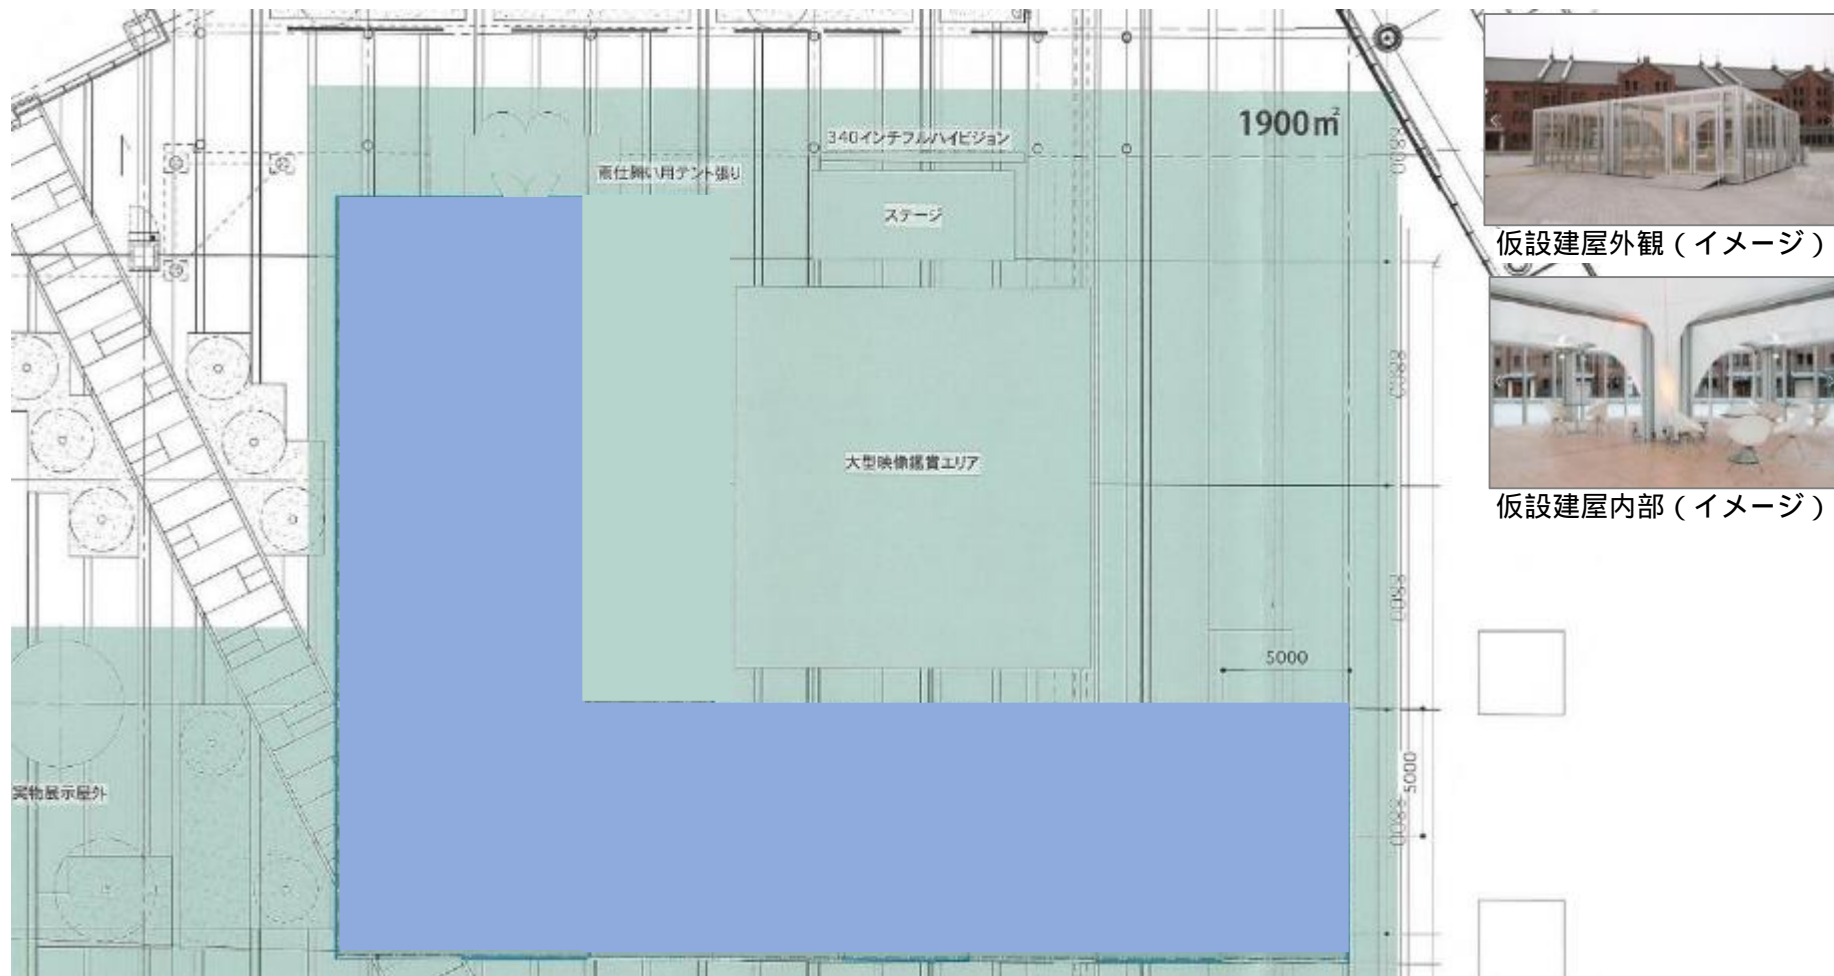 1900㎡
340インチフルハイビジョン
雨仕舞い用テント張り
ステージ
仮設建屋外観(イメージ)
大型映像鑑賞エリア
仮設建屋内部(イメージ)
5000
5000
実物展示屋外